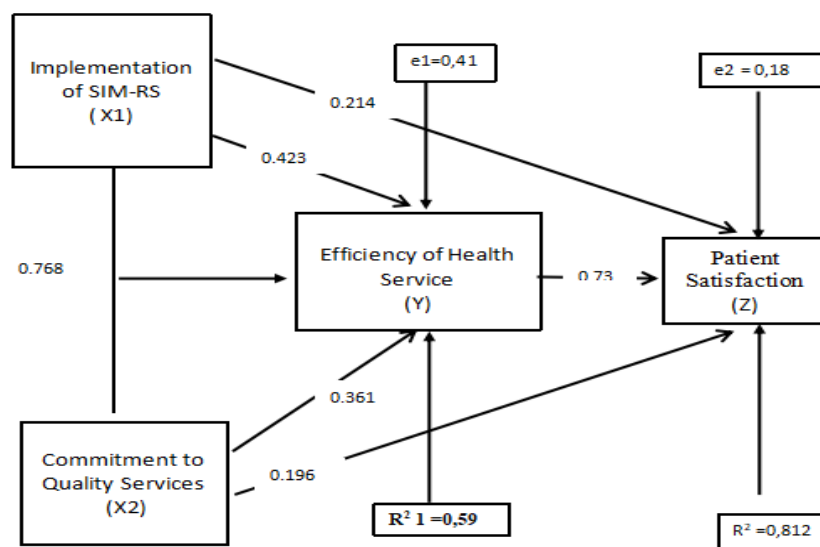 Implementation
of SIM-RS
( X1)
e1=0,41
e2 = 0,18
0.214
0.423
0.768
Efficiency of Health
Service
(Y)
0.73
Patient
Satisfaction
(Z)
0.361
0.196
Commitment to
Quality Services
(X2)
R² 1 =0,59
R² =0,812